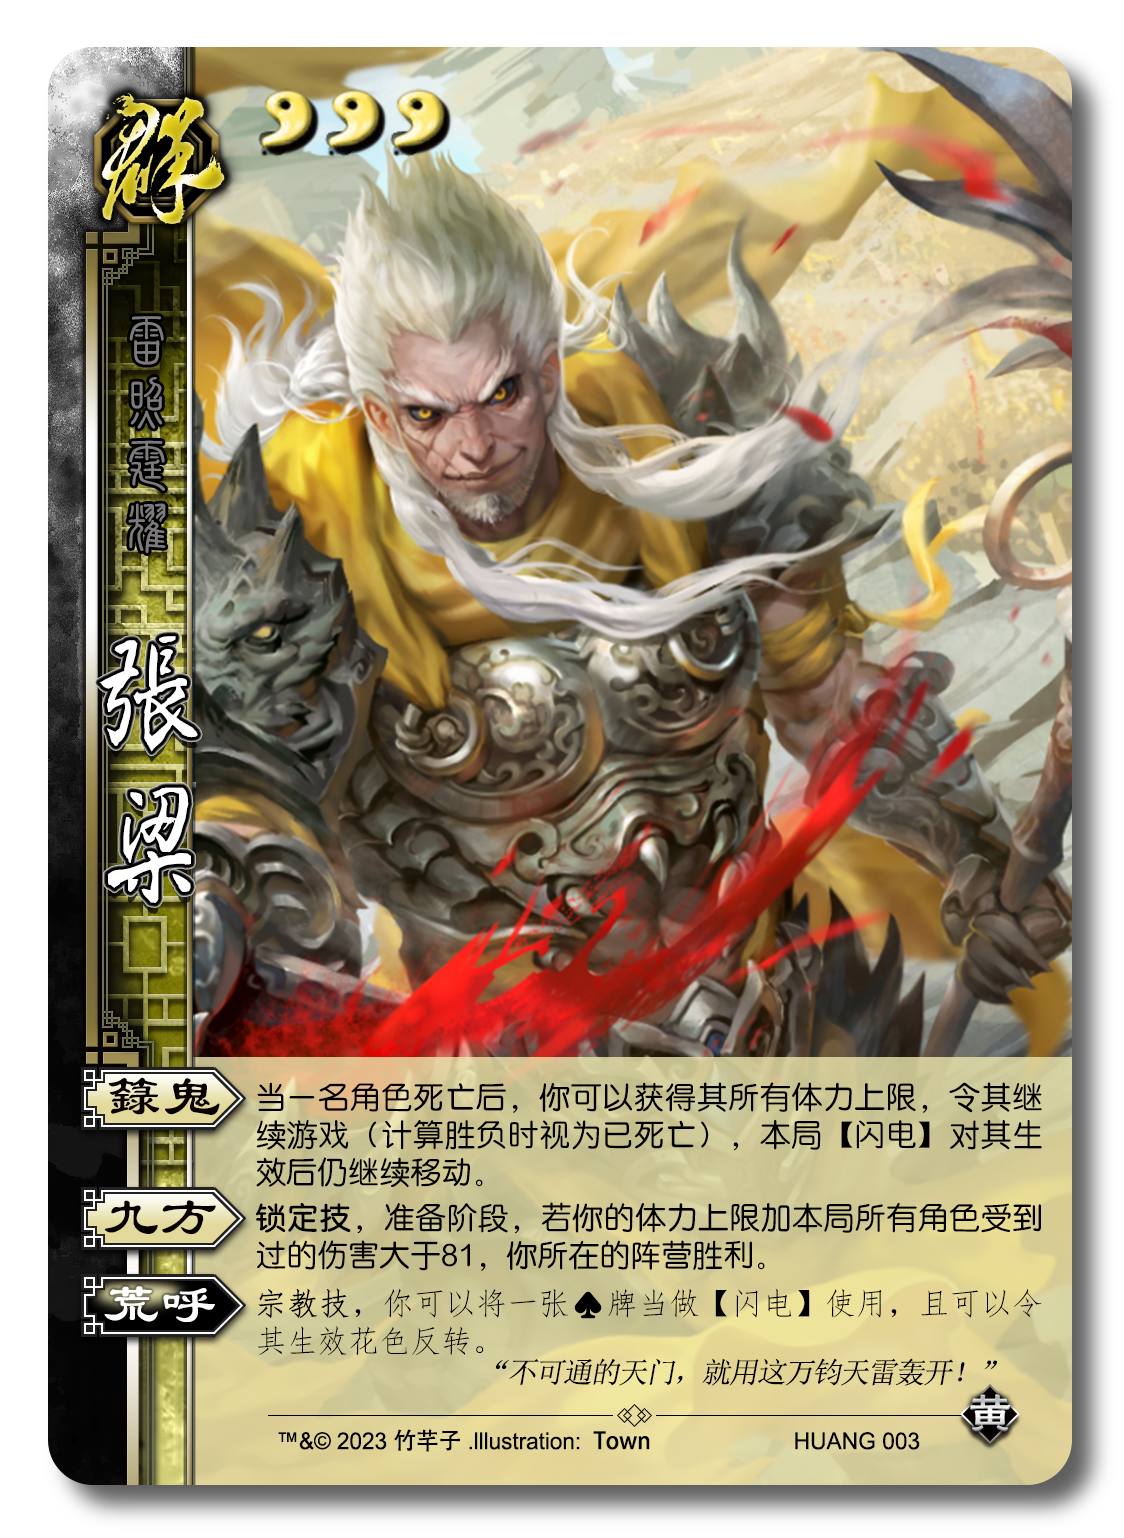 群
雷照霆耀
張梁
籙鬼
当一名角色死亡后，你可以获得其所有体力上限，令其继
续游戏（计算胜负时视为已死亡），本局【闪电】对其生
效后仍继续移动。
九方
锁定技，准备阶段，若你的体力上限加本局所有角色受到
过的伤害大于81，你所在的阵营胜利。
荒呼
宗教技，你可以将一张♠牌当做【闪电】使用，且可以令
其生效花色反转。
“不可通的天门，就用这万钧天雷轰开！”
™&© 2023 竹芉子 .Illustration: Town
HUANG 003
黄